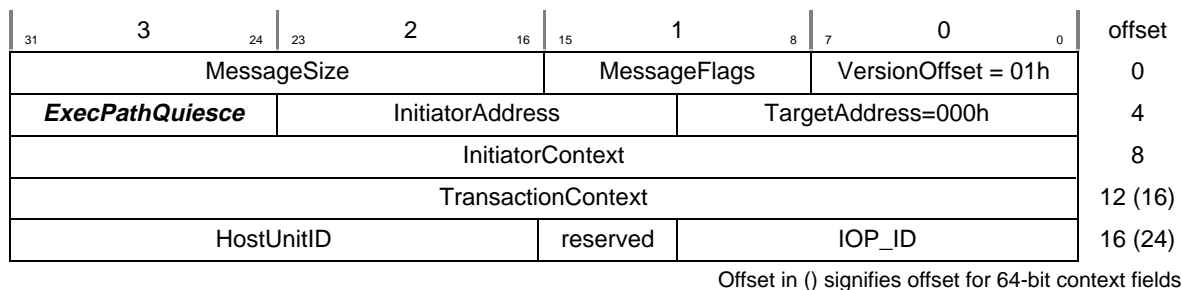 3 2 1 0 offset
31 24 23 16 15 8 7 0
MessageSize MessageFlags VersionOffset = 01h 0
ExecPathQuiesce InitiatorAddress TargetAddress=000h 4
InitiatorContext 8
TransactionContext 12 (16)
HostUnitID reserved IOP_ID 16 (24)
Offset in () signifies offset for 64-bit context fields